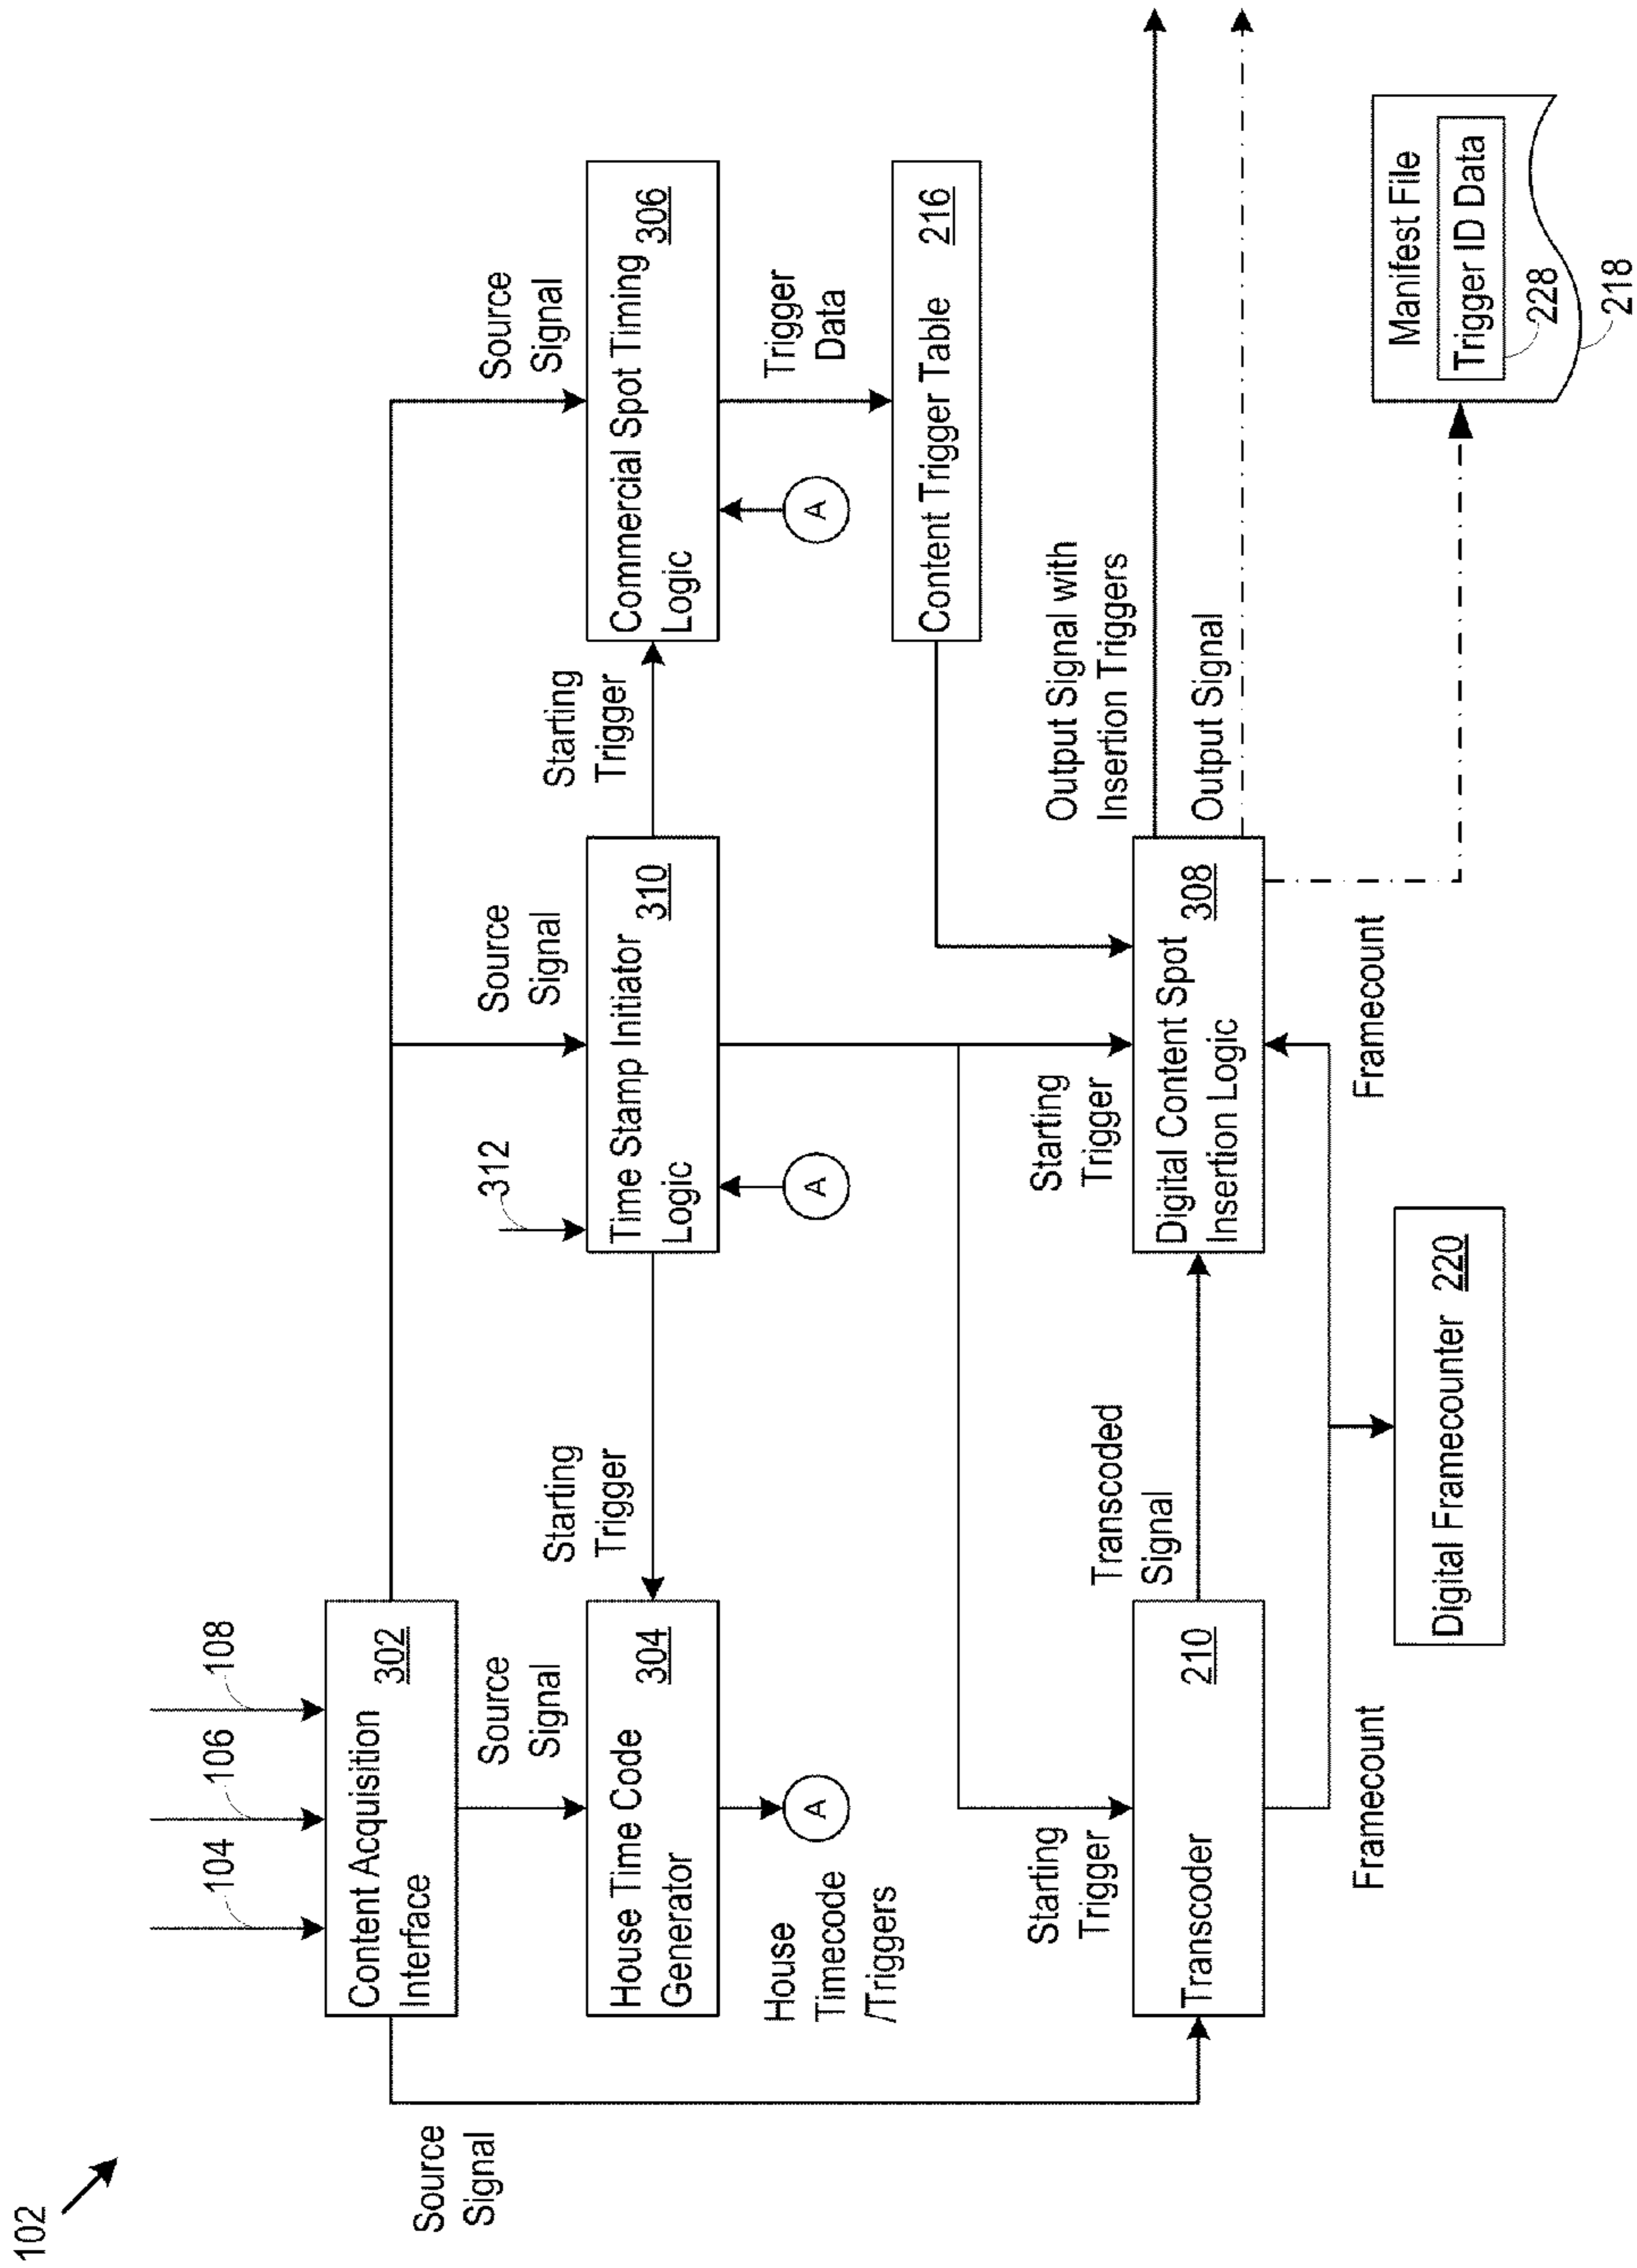 102
104
106
108
Content Acquisition
Interface
302
Source
Signal
Source
Signal
Source
Signal
Source
Signal
312
House Time Code
Generator
304
Starting
Trigger
Time Stamp Initiator
Logic
310
Starting
Trigger
Commercial Spot Timing
Logic
306
House
Timecode
/Triggers
A
A
A
Trigger
Data
Content Trigger Table
216
Starting
Trigger
Starting
Trigger
Transcoder
210
Transcoded
Signal
Digital Content Spot
Insertion Logic
308
Output Signal with
Insertion Triggers
Output Signal
Framecount
Framecount
Digital Framecounter 220
Manifest File
Trigger ID Data
228
218